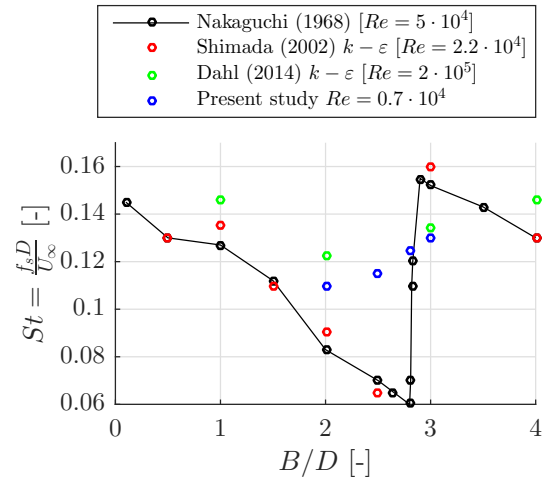 Nakaguchi (1968) [Re = 5 · 10⁴]
Shimada (2002) k − ε [Re = 2.2 · 10⁴]
Dahl (2014) k − ε [Re = 2 · 10⁵]
Present study Re = 0.7 · 10⁴
0.16
0.14
0.12
0.1
0.08
0.06
St = f_s D / U_∞ [-]
0 1 2 3 4
B/D [-]